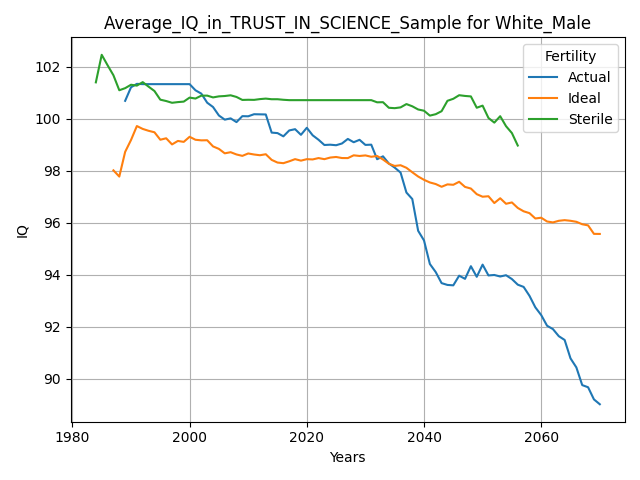 Average_IQ_in_TRUST_IN_SCIENCE_Sample for White_Male
Fertility
Actual
Ideal
Sterile
IQ
102
100
98
96
94
92
90
1980
2000
2020
2040
2060
Years